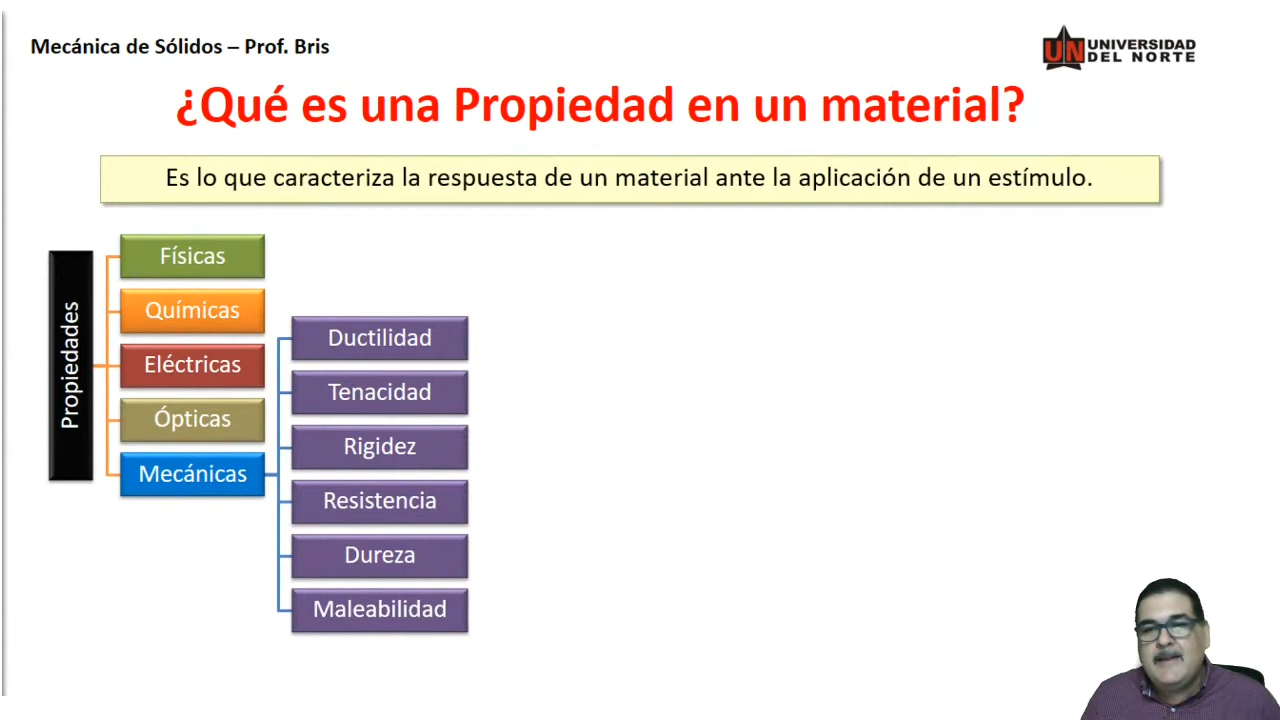 Mecánica de Sólidos – Prof. Bris
UN UNIVERSIDAD
DEL NORTE
¿Qué es una Propiedad en un material?
Es lo que caracteriza la respuesta de un material ante la aplicación de un estímulo.
Propiedades
Físicas
Químicas
Eléctricas
Ópticas
Mecánicas
Ductilidad
Tenacidad
Rigidez
Resistencia
Dureza
Maleabilidad